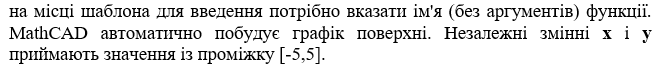 на місці шаблона для введення потрібно вказати ім'я (без аргументів) функції.
MathCAD автоматично побудує графік поверхні. Незалежні змінні x і y
приймають значення із проміжку [-5,5].